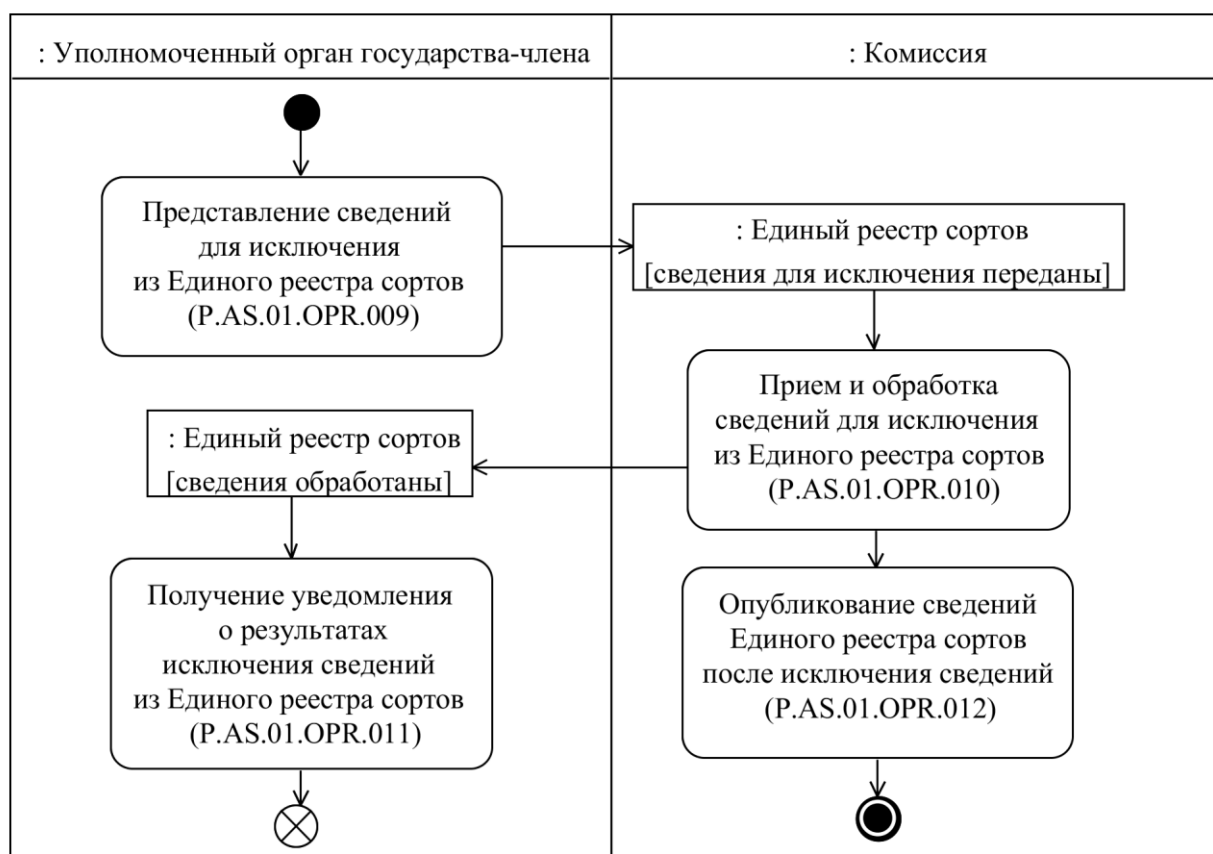 : Уполномоченный орган государства-члена
: Комиссия
Представление сведений
для исключения
из Единого реестра сортов
(P.AS.01.OPR.009)
: Единый реестр сортов
[сведения для исключения переданы]
Прием и обработка
сведений для исключения
из Единого реестра сортов
(P.AS.01.OPR.010)
: Единый реестр сортов
[сведения обработаны]
Получение уведомления
о результатах
исключения сведений
из Единого реестра сортов
(P.AS.01.OPR.011)
Опубликование сведений
Единого реестра сортов
после исключения сведений
(P.AS.01.OPR.012)